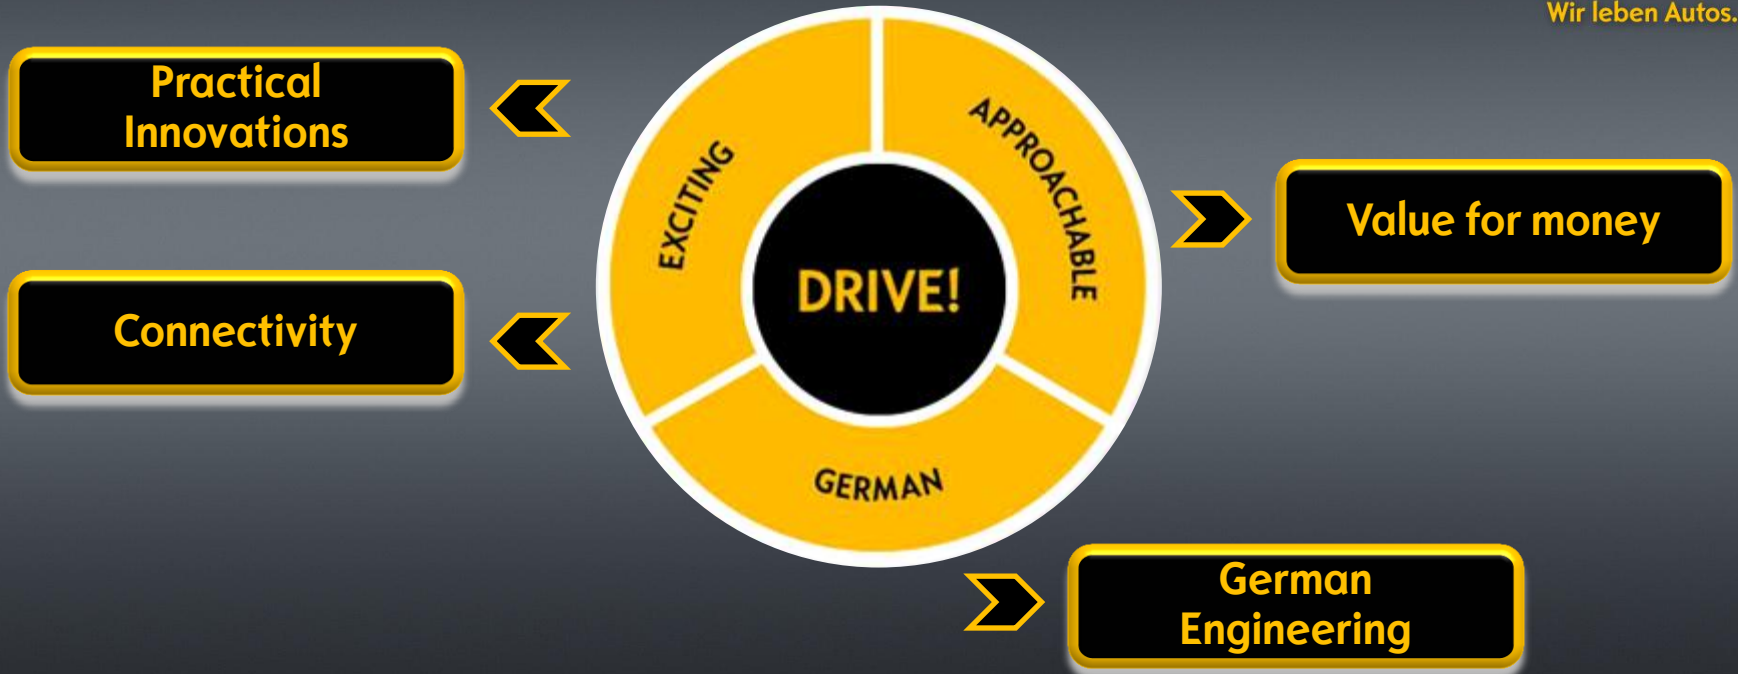 Wir leben Autos.
Practical
Innovations
EXCITING
APPROACHABLE
Value for money
DRIVE!
Connectivity
GERMAN
German
Engineering